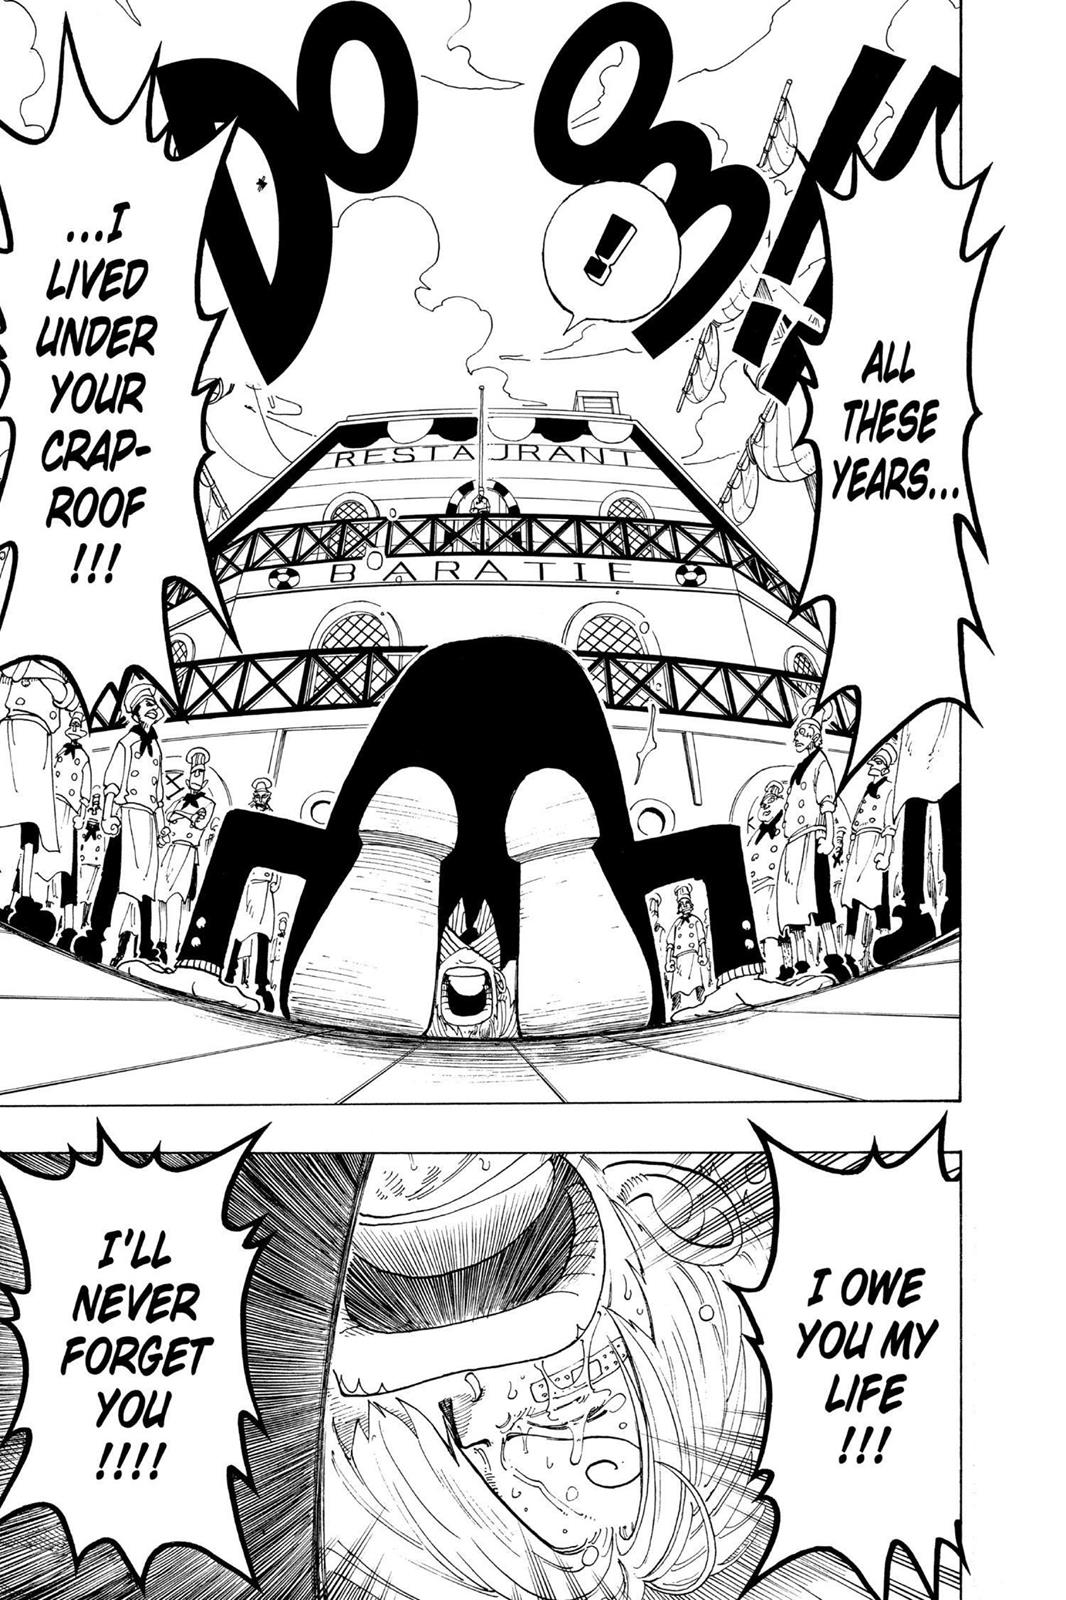 DOOM!!
!
ALL
THESE
YEARS...
...I
LIVED
UNDER
YOUR
CRAP-
ROOF
!!!
RESTAURANT
BARATIE
I OWE
YOU MY
LIFE
!!!
I'LL
NEVER
FORGET
YOU
!!!!